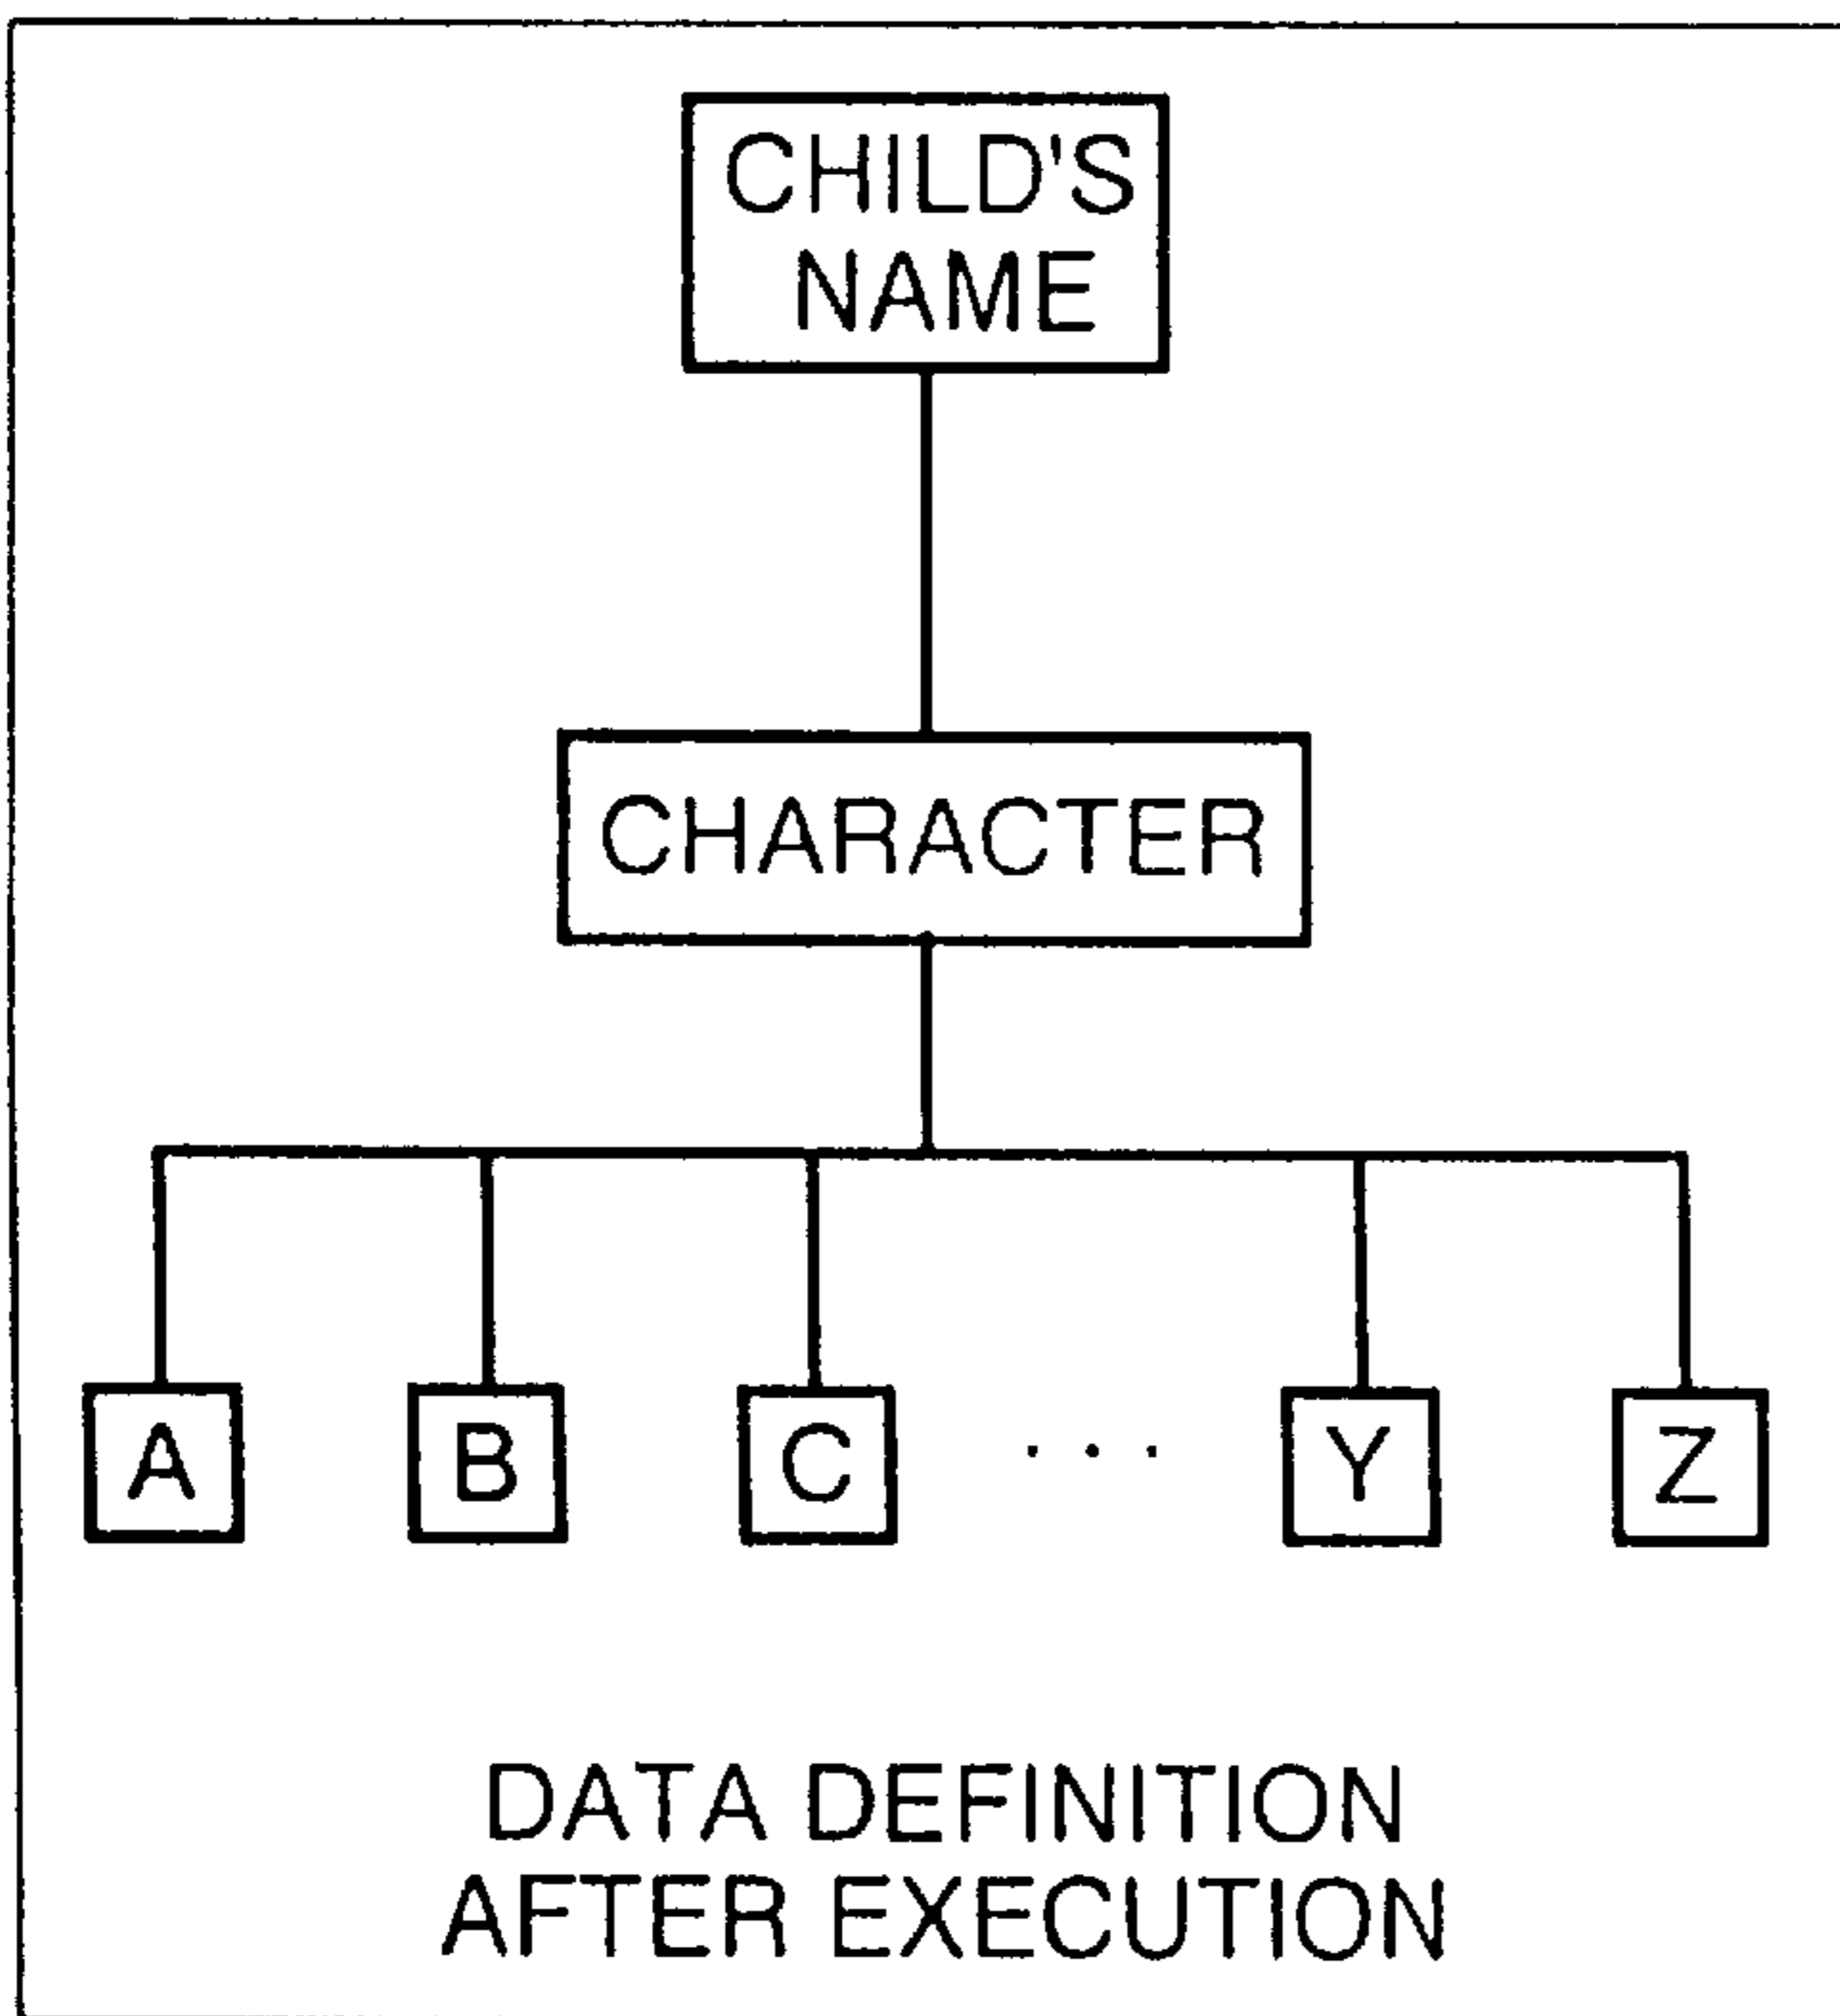 CHILD'S
NAME
CHARACTER
A B C . . . Y Z
DATA DEFINITION
AFTER EXECUTION